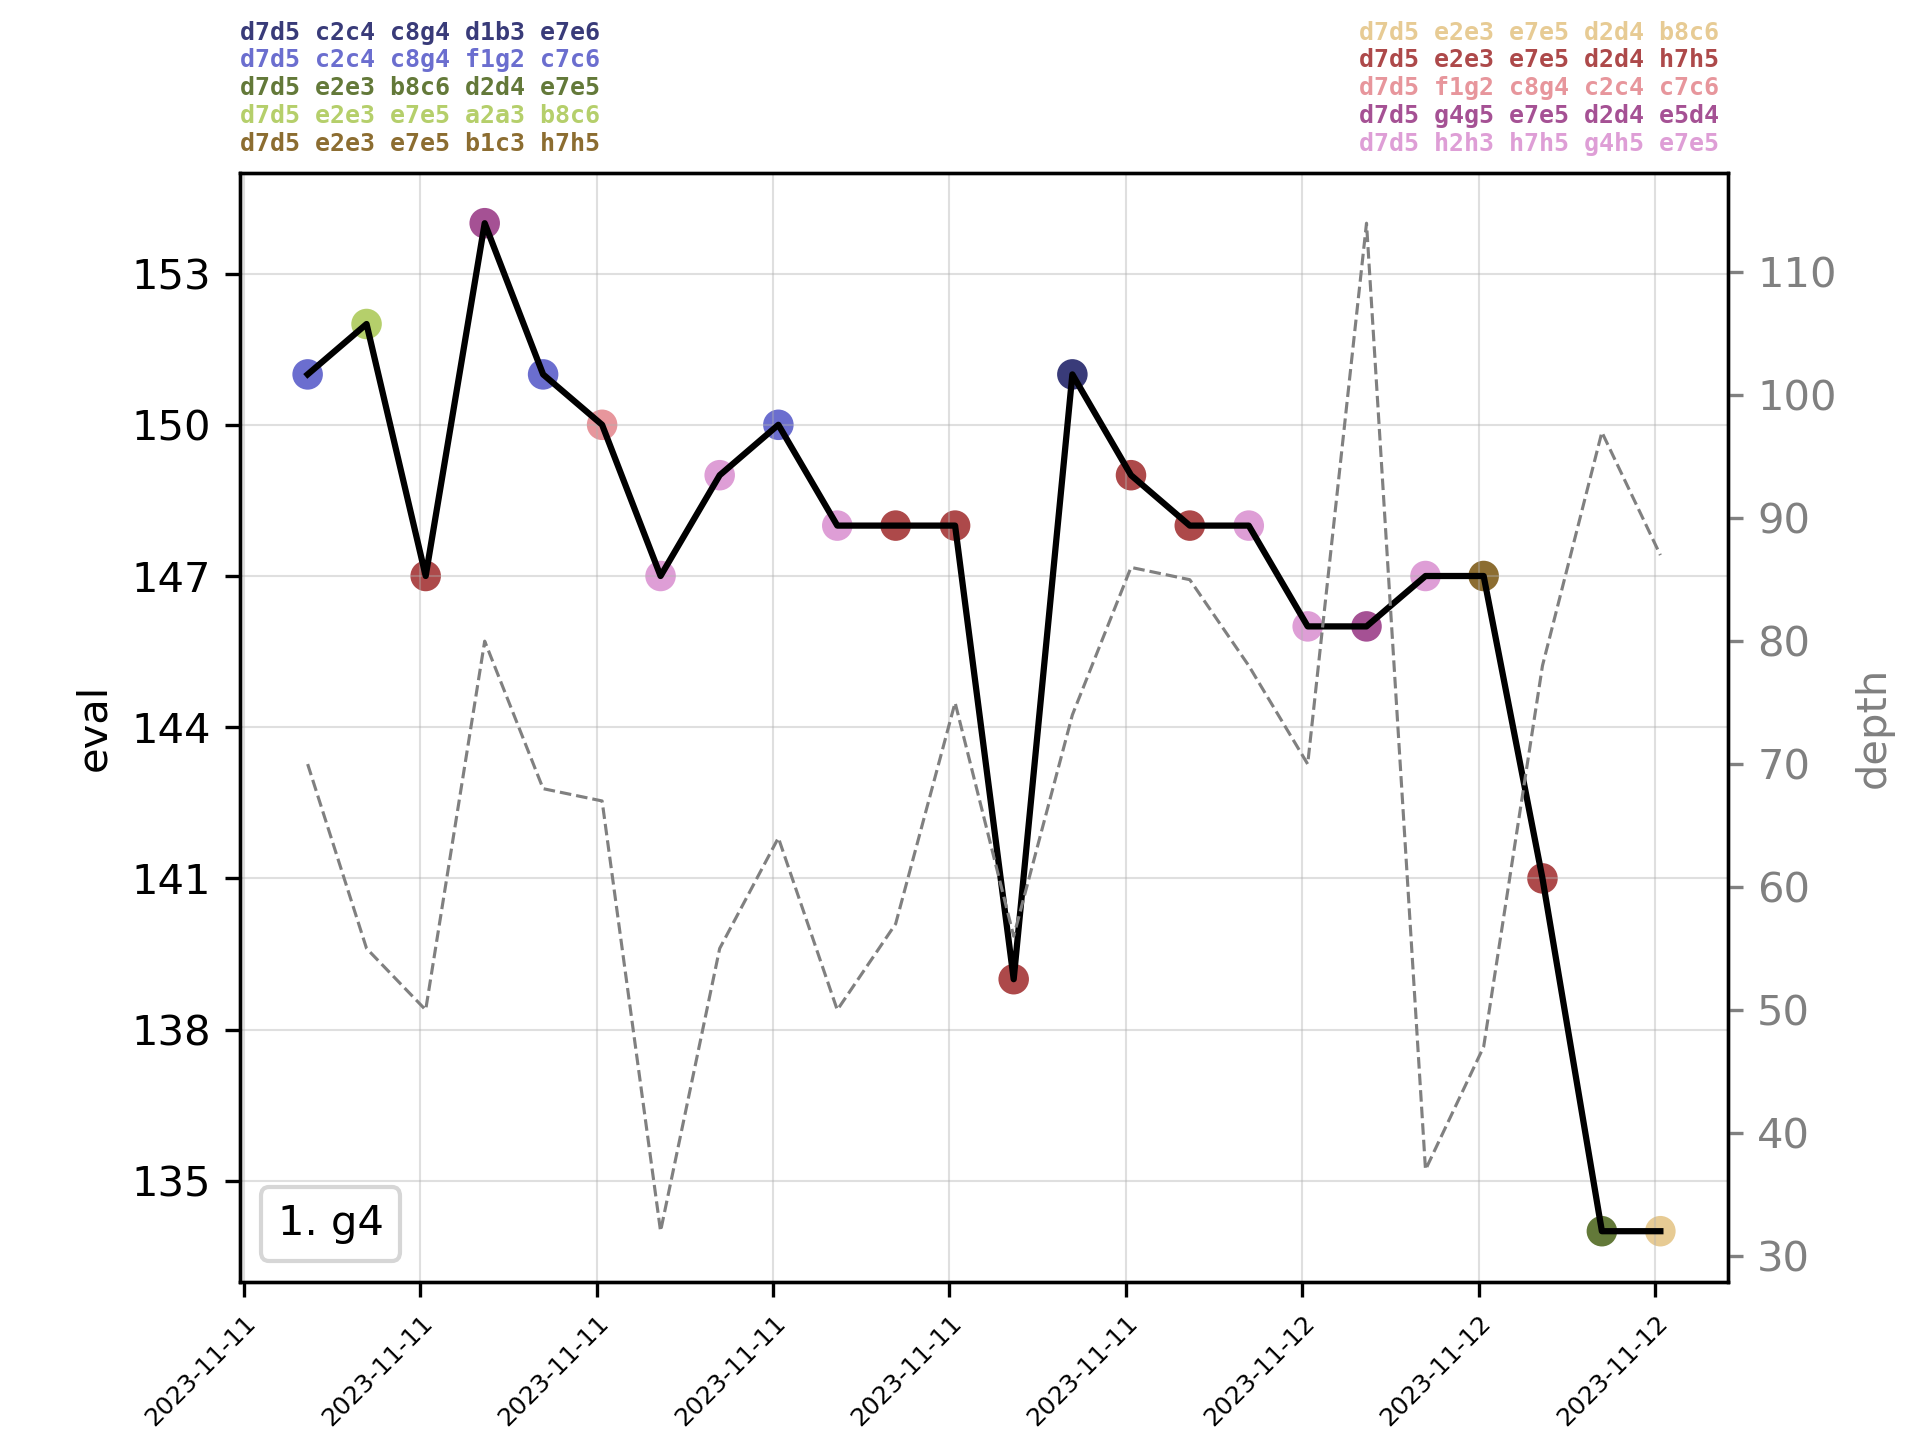 d7d5 c2c4 c8g4 d1b3 e7e6
d7d5 c2c4 c8g4 f1g2 c7c6
d7d5 e2e3 b8c6 d2d4 e7e5
d7d5 e2e3 e7e5 a2a3 b8c6
d7d5 e2e3 e7e5 b1c3 h7h5
d7d5 e2e3 e7e5 d2d4 b8c6
d7d5 e2e3 e7e5 d2d4 h7h5
d7d5 f1g2 c8g4 c2c4 c7c6
d7d5 g4g5 e7e5 d2d4 e5d4
d7d5 h2h3 h7h5 g4h5 e7e5
eval
153
150
147
144
141
138
135
1. g4
110
100
90
80
70
60
50
40
30
depth
2023-11-11
2023-11-11
2023-11-11
2023-11-11
2023-11-11
2023-11-11
2023-11-12
2023-11-12
2023-11-12